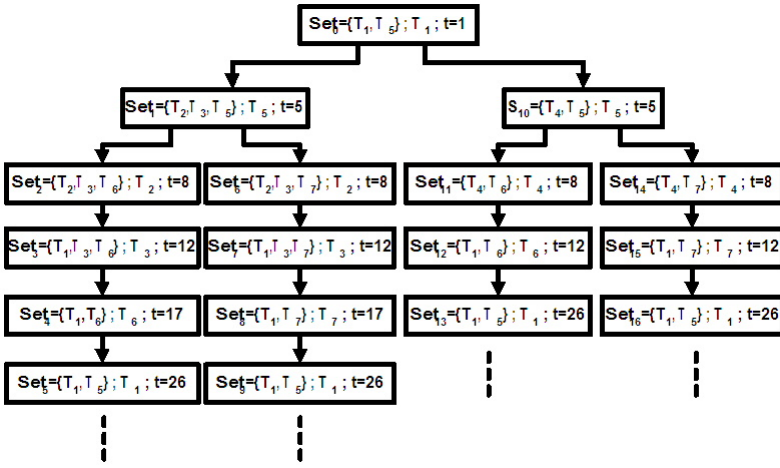 Set0={T1,T5};T1;t=1
Set1={T2,T3,T5};T5;t=5
S10={T4,T5};T5;t=5
Set2={T2,T3,T6};T2;t=8
Set6={T2,T3,T7};T2;t=8
Set11={T4,T6};T4;t=8
Set14={T4,T7};T4;t=8
Set3={T1,T3,T6};T3;t=12
Set7={T1,T3,T7};T3;t=12
Set12={T1,T6};T6;t=12
Set15={T1,T7};T7;t=12
Set4={T1,T6};T6;t=17
Set8={T1,T7};T7;t=17
Set13={T1,T5};T1;t=26
Set16={T1,T5};T1;t=26
Set5={T1,T5};T1;t=26
Set9={T1,T5};T1;t=26